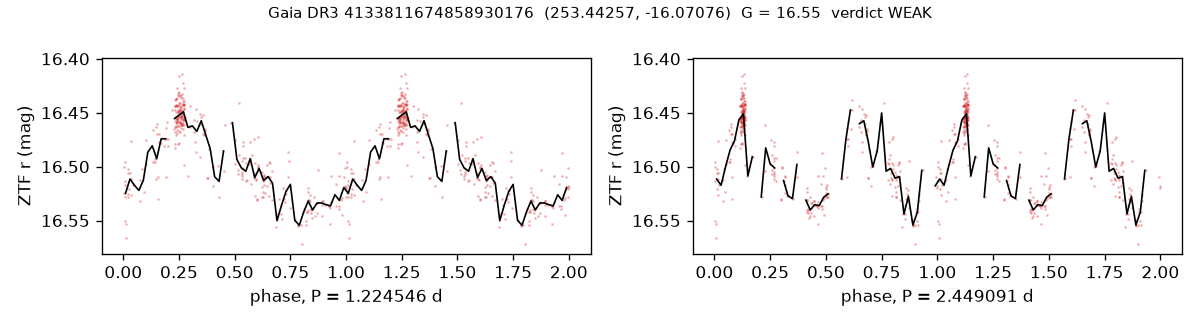 Gaia DR3 4133811674858930176  (253.44257, -16.07076)  G = 16.55  verdict WEAK
ZTF r (mag)
16.40
16.45
16.50
16.55
0.00 0.25 0.50 0.75 1.00 1.25 1.50 1.75 2.00
phase, P = 1.224546 d
ZTF r (mag)
16.40
16.45
16.50
16.55
0.00 0.25 0.50 0.75 1.00 1.25 1.50 1.75 2.00
phase, P = 2.449091 d